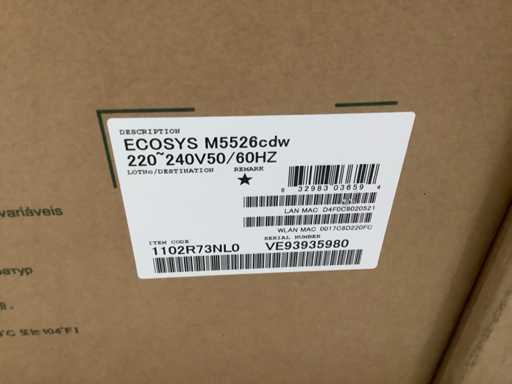 DESCRIPTION
ECOSYS M5526cdw
220~240V50/60HZ
LOTNo/DESTINATION REMARK
★
8 32983 03659 4
LAN MAC D4F0C9020521
WLAN MAC 0017C8D220FC
ITEM CODE SERIAL NUMBER
1102R73NL0 VE93935980
variáveis